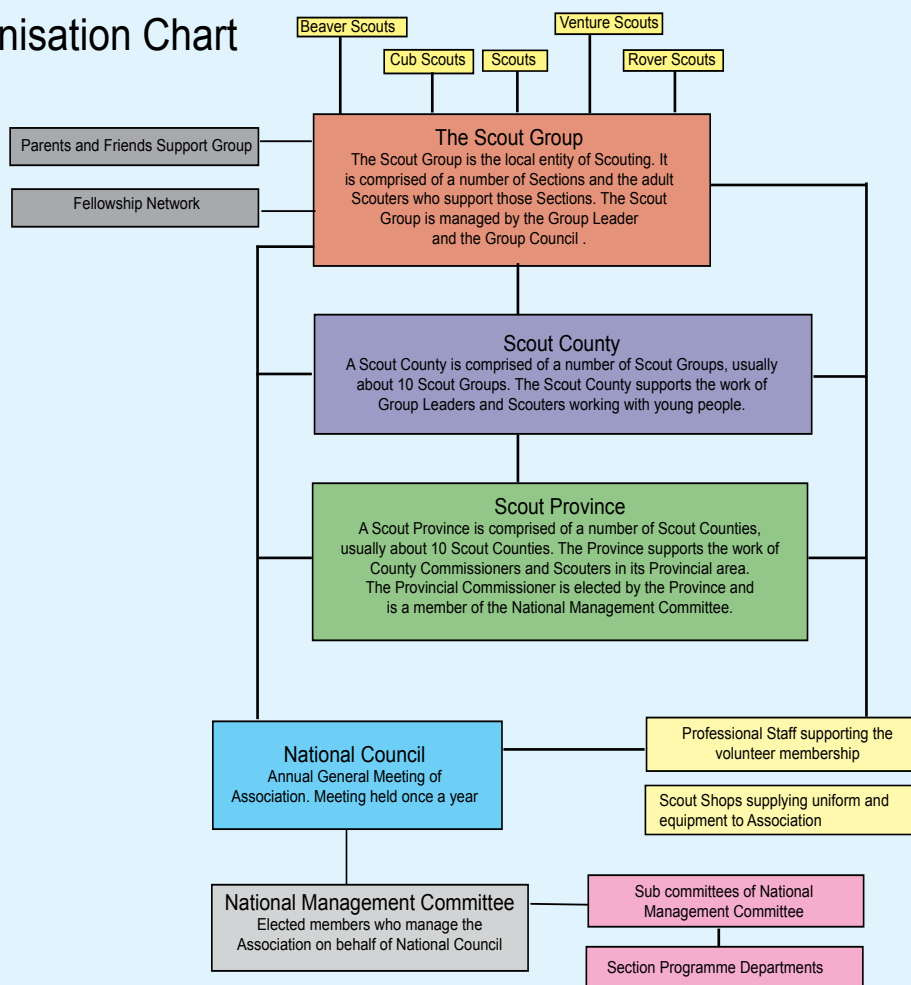 nisation Chart
Beaver Scouts
Venture Scouts
Cub Scouts
Scouts
Rover Scouts
Parents and Friends Support Group
Fellowship Network
The Scout Group
The Scout Group is the local entity of Scouting. It
is comprised of a number of Sections and the adult
Scouters who support those Sections. The Scout
Group is managed by the Group Leader
and the Group Council .
Scout County
A Scout County is comprised of a number of Scout Groups, usually
about 10 Scout Groups. The Scout County supports the work of
Group Leaders and Scouters working with young people.
Scout Province
A Scout Province is comprised of a number of Scout Counties,
usually about 10 Scout Counties. The Province supports the work of
County Commissioners and Scouters in its Provincial area.
The Provincial Commissioner is elected by the Province and
is a member of the National Management Committee.
National Council
Annual General Meeting of
Association. Meeting held once a year
Professional Staff supporting the
volunteer membership
Scout Shops supplying uniform and
equipment to Association
National Management Committee
Elected members who manage the
Association on behalf of National Council
Sub committees of National
Management Committee
Section Programme Departments